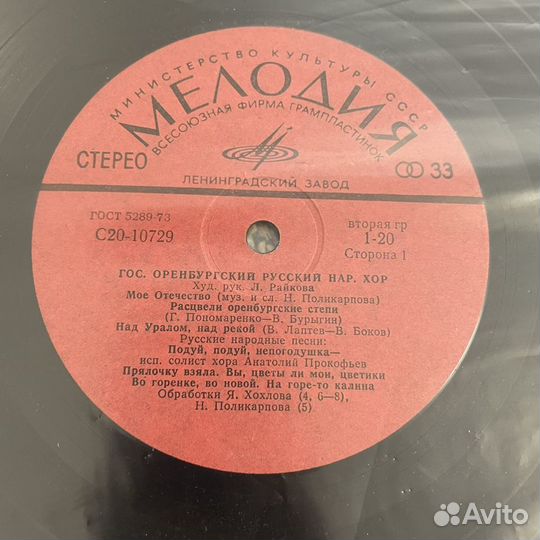 МИНИСТЕРСТВО КУЛЬТУРЫ СССР
МЕЛОДИЯ
ВСЕСОЮЗНАЯ ФИРМА ГРАМПЛАСТИНОК
СТЕРЕО
33
ЛЕНИНГРАДСКИЙ ЗАВОД
ГОСТ 5289-73
С20-10729
вторая гр
1-20
Сторона 1
ГОС. ОРЕНБУРГСКИЙ РУССКИЙ НАР. ХОР
Худ. рук. Л. Райкова
Мое Отечество (муз. и сл. Н. Поликарпова)
Расцвели оренбургские степи
(Г. Пономаренко—В. Бурыгин)
Над Уралом, над рекой (В. Лаптев—В. Боков)
Русские народные песни:
Подуй, подуй, непогодушка—
исп. солист хора Анатолий Прокофьев
Прялочку взяла. Вы, цветы ли мои, цветики
Во горенке, во новой. На горе-то калина
Обработки Я. Хохлова (4, 6—8),
Н. Поликарпова (5)
Avito